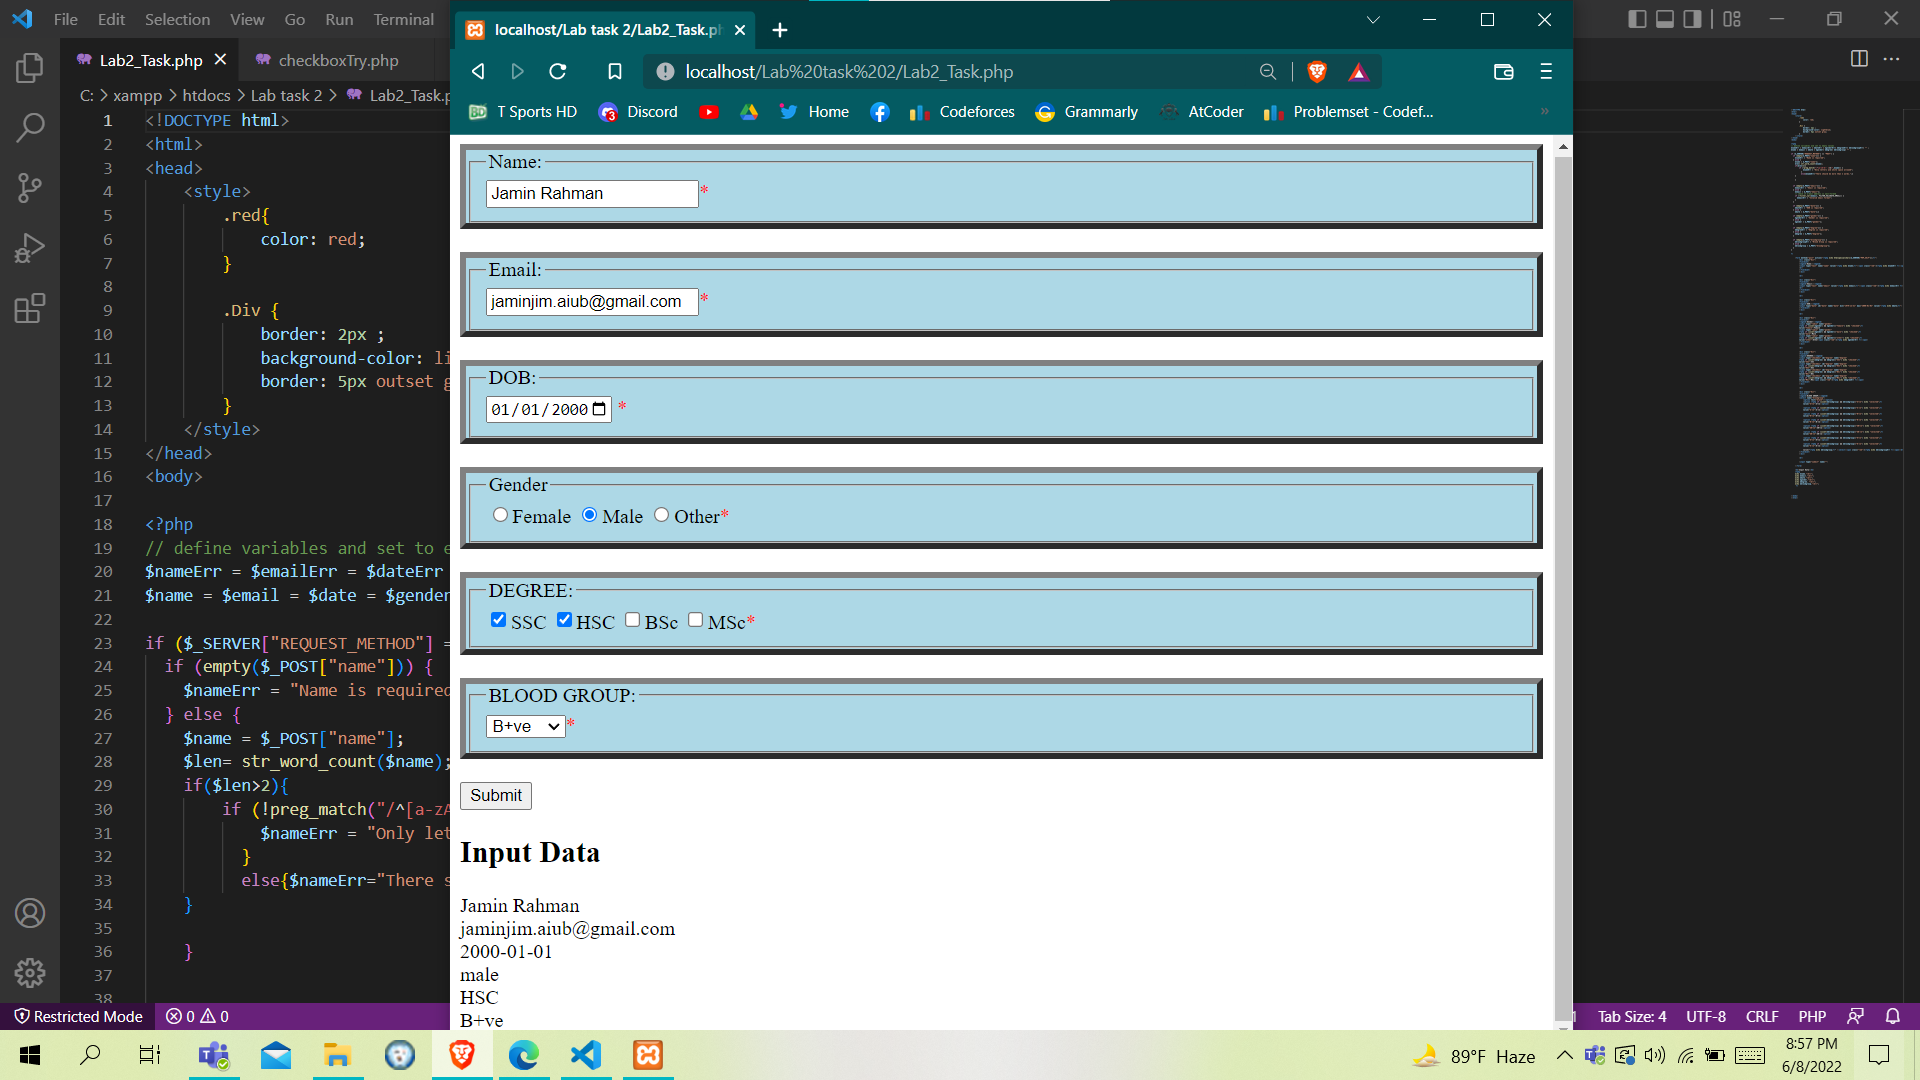 File Edit Selection View Go Run Terminal
Lab2_Task.php checkboxTry.php
C: > xampp > htdocs > Lab task 2 > Lab2_Task.p
1 <!DOCTYPE html>
2 <html>
3 <head>
4 <style>
5 .red{
6 color: red;
7 }
8
9 .Div {
10 border: 2px ;
11 background-color: li
12 border: 5px outset g
13 }
14 </style>
15 </head>
16 <body>
17
18 <?php
19 // define variables and set to e
20 $nameErr = $emailErr = $dateErr
21 $name = $email = $date = $gender
22
23 if ($_SERVER["REQUEST_METHOD"] =
24 if (empty($_POST["name"])) {
25 $nameErr = "Name is required
26 } else {
27 $name = $_POST["name"];
28 $len= str_word_count($name);
29 if($len>2){
30 if (!preg_match("/^[a-zA
31 $nameErr = "Only let
32 }
33 else{$nameErr="There s
34 }
35
36 }
37
38
Restricted Mode 0 0
localhost/Lab task 2/Lab2_Task.ph
localhost/Lab%20task%202/Lab2_Task.php
T Sports HD Discord Home Codeforces Grammarly AtCoder Problemset - Codef... »
Name:
Jamin Rahman *
Email:
jaminjim.aiub@gmail.com *
DOB:
01/01/2000 *
Gender
Female Male Other*
DEGREE:
SSC HSC BSc MSc*
BLOOD GROUP:
B+ve *
Submit
Input Data
Jamin Rahman
jaminjim.aiub@gmail.com
2000-01-01
male
HSC
B+ve
Tab Size: 4 UTF-8 CRLF PHP
89°F Haze
8:57 PM
6/8/2022